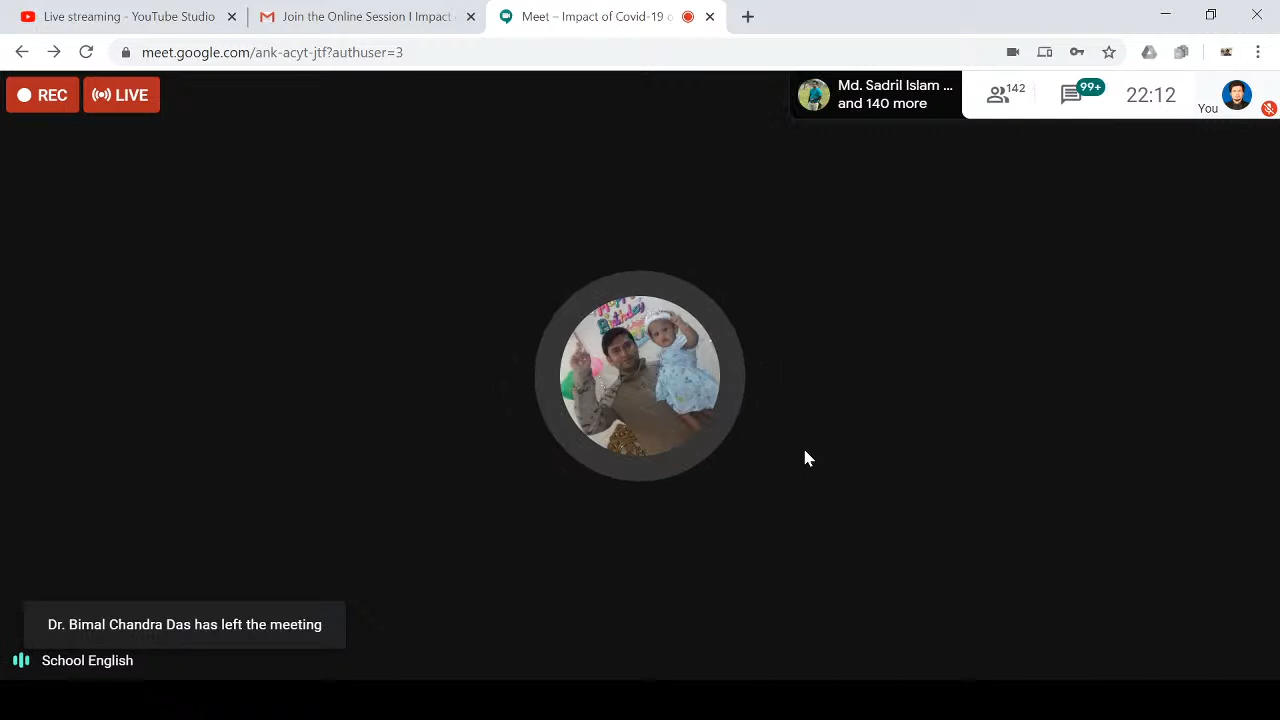 Live streaming - YouTube Studio
Join the Online Session I Impact
Meet – Impact of Covid-19 o
meet.google.com/ank-acyt-jtf?authuser=3
REC
LIVE
Md. Sadril Islam ...
and 140 more
142
99+
22:12
You
Birthday
Dr. Bimal Chandra Das has left the meeting
School English